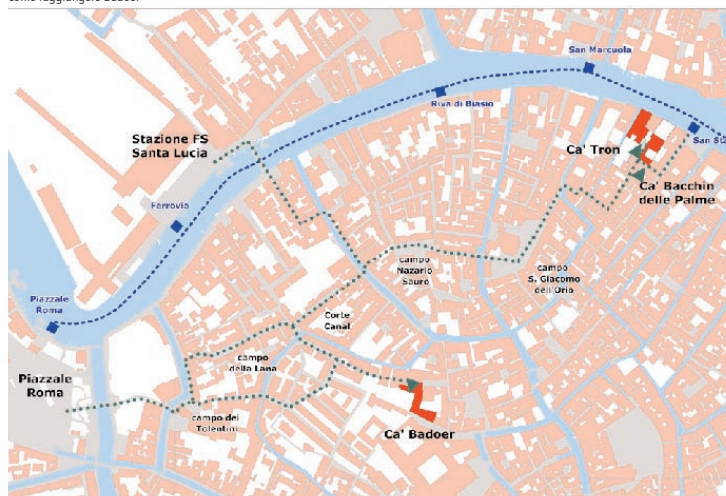 San Marcuola
Riva di Biasio
Stazione FS
Santa Lucia
Ca' Tron
Ca' Bacchin
delle Palme
Ferrovia
campo
Nazario
Sauro
campo
S. Giacomo
dell'Orio
Piazzale
Roma
Corte
Canal
campo
della Lana
Piazzale
Roma
campo dei
Tolentini
Ca' Badoer